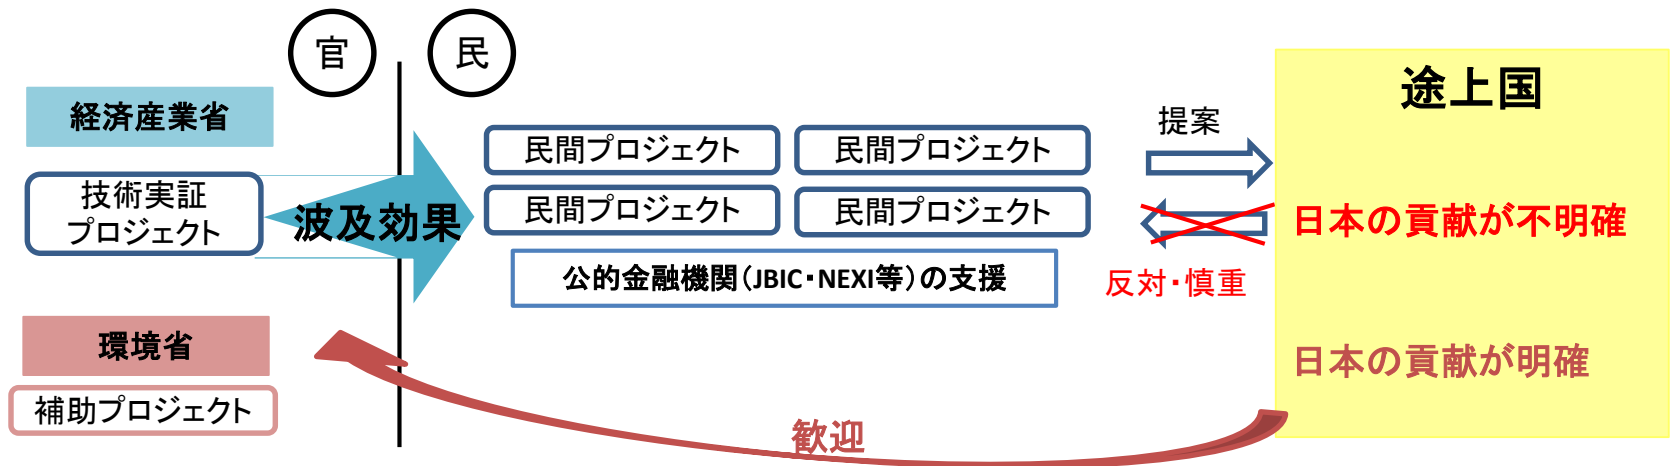 官
民
経済産業省
技術実証
プロジェクト
波及効果
民間プロジェクト
民間プロジェクト
民間プロジェクト
民間プロジェクト
公的金融機関(JBIC・NEXI等)の支援
提案
反対・慎重
途上国
日本の貢献が不明確
日本の貢献が明確
環境省
補助プロジェクト
歓迎